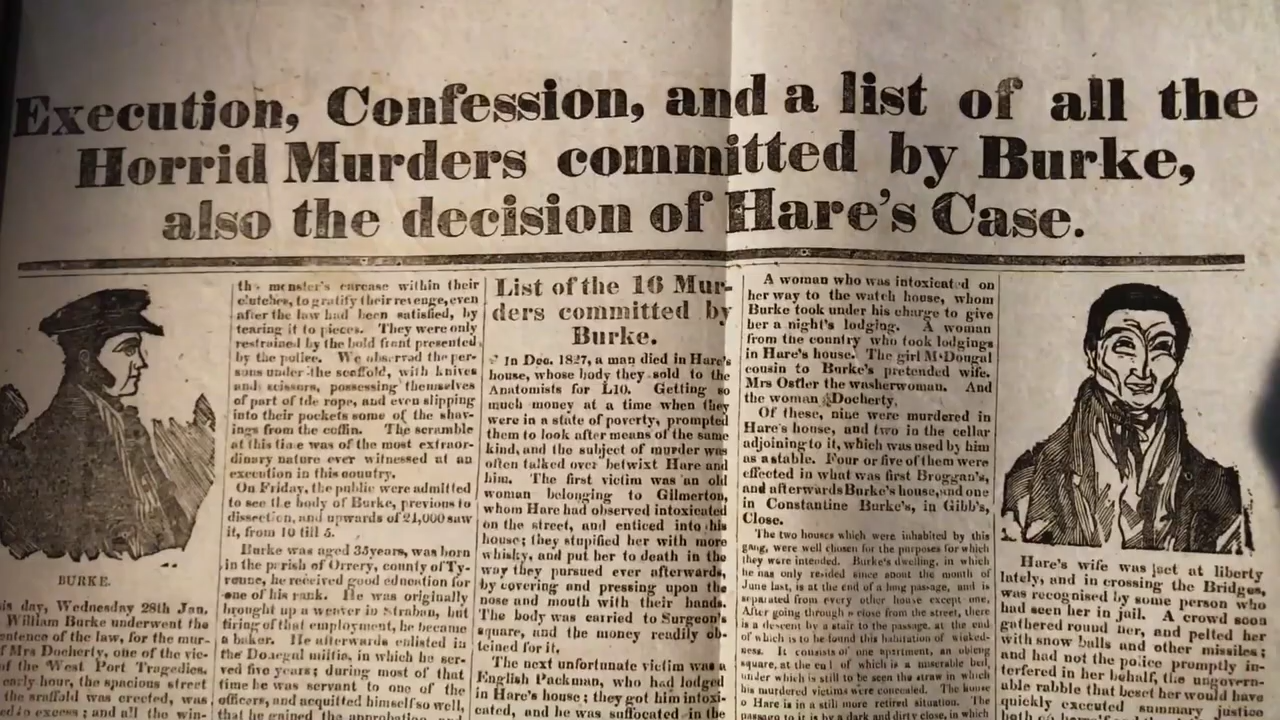 Execution, Confession, and a list of all the
Horrid Murders committed by Burke,
also the decision of Hare's Case.
BURKE.
is day, Wednesday 28th Jan,
William Burke underwent the
entence of the law, for the mur-
f Mrs Docherty, one of the vic-
of the West Port Tragedies.
early hour, the spacious street
the scaffold was erected, was
ed in excess; and all the win-
th. monster's carcase within their
clutches, to gratify their revenge, even
after the law had been satisfied, by
tearing it to pieces. They were only
restrained by the bold front presented
by the police. We observed the per-
sons under the scaffold, with knives
and scissors, possessing themselves
of part of tde rope, and even slipping
into their pockets some of the shav-
ings from the coffin. The scramble
at this time was of the most extraor-
dinary nature ever witnessed at an
execution in this country.
On Friday, the public were admitted
to see the body of Burke, previous to
dissection, and upwards of 24,000 saw
it, from 10 till 5.
Burke was aged 35 years, was born
in the parish of Orrery, county of Ty-
rone, he received good education for
one of his rank. He was originally
brought up a weaver in Straban, but
tiring of that employment, he became
a baker. He afterwards enlisted in
the Donegal militia, in which he ser-
ved five years; during most of that
time he was servant to one of the
officers, and acquitted himself so well,
that he gained the approbation and
List of the 16 Mur-
ders committed by
Burke.
In Dec. 1827, a man died in Hare's
house, whose body they sold to the
Anatomists for L10. Getting so
much money at a time when they
were in a state of poverty, prompted
them to look after means of the same
kind, and the subject of murder was
often talked over betwixt Hare and
him. The first victim was an old
woman belonging to Gilmerton,
whom Hare had observed intoxicated
on the street, and enticed into his
house; they stupified her with more
whisky, and put her to death in the
way they pursued ever afterwards,
by covering and pressing upon the
nose and mouth with their hands.
The body was carried to Surgeon's
square, and the money readily ob-
teined for it.
The next unfortunate victim was a
English Packman, who had lodged
in Hare's house; they got him intoxi-
cated, and he was suffocated in the
A woman who was intoxicated on
her way to the watch house, whom
Burke took under his charge to give
her a night's lodging. A woman
from the country who took lodgings
in Hare's house. The girl M'Dougal
cousin to Burke's pretended wife.
Mrs Ostler the washerwoman. And
the woman Docherty,
Of these, nine were murdered in
Hare's house, and two in the cellar
adjoining to it, which was used by him
as a stable. Four or five of them were
effected in what was first Broggan's,
and afterwards Burke's house, and one
in Constantine Burke's, in Gibb's,
Close.
The two houses which were inhabited by this
gang, were well chosen for the purposes for which
they were intended. Burke's dwelling, in which
he has only resided since about the month of
June last, is at the end of a long passage, and
separated from every other house except one,
After going through a close from the street, there
is a descent by a stair to the passage, at the end
of which is to be found this habitation of wicked-
ness. It consists of one apartment, an oblong
square, at the end of which is a miserable bed,
under which is still to be seen the straw in which
his murdered victims were concealed. The house
o Hare is in a still more retired situation. The
passage to it is by a dark and dirty close, in which
Hare's wife was set at liberty
lately, and in crossing the Bridges,
was recognised by some person who
had seen her in jail. A crowd soon
gathered round her, and pelted her
with snow balls and other missiles;
and had not the police promptly in-
terfered in her behalf, the ungovern-
able rabble that beset her would have
quickly executed summary justice